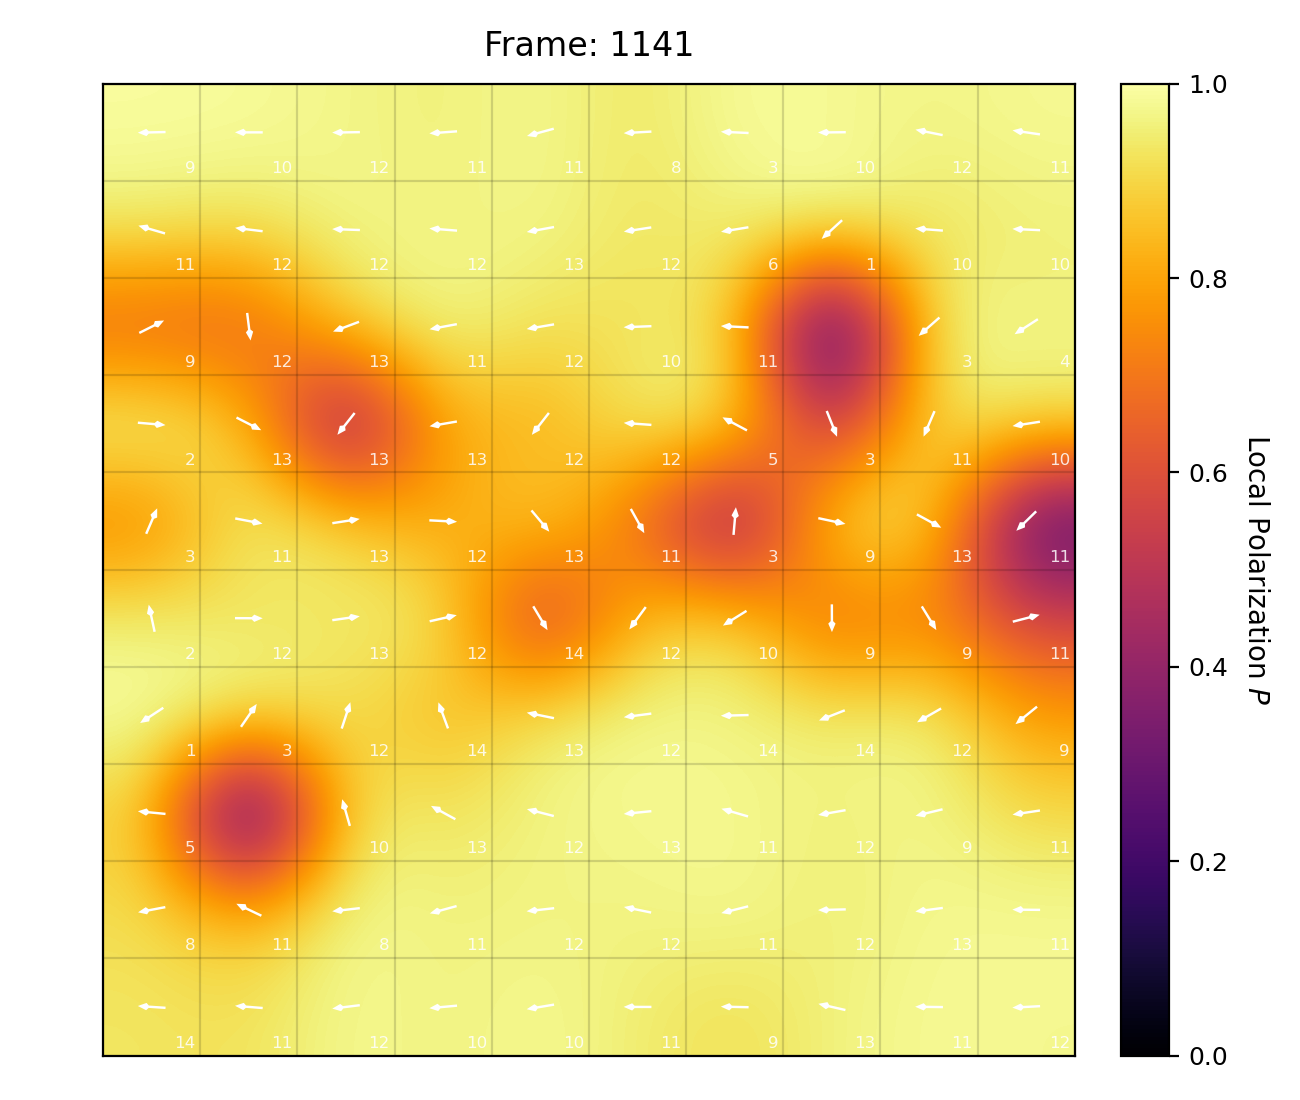 Frame: 1141
9 10 12 11 11 8 3 10 12 11
11 12 12 12 13 12 6 1 10 10
9 12 13 11 12 10 11 3 4
2 13 13 13 12 12 5 3 11 10
3 11 13 12 13 11 3 9 13 11
2 12 13 12 14 12 10 9 9 11
1 3 12 14 13 12 14 14 12 9
5 10 13 12 13 11 12 9 11
8 11 8 11 12 12 11 12 13 11
14 11 12 10 10 11 9 13 11 12
1.0
0.8
0.6
0.4
0.2
0.0
Local Polarization P